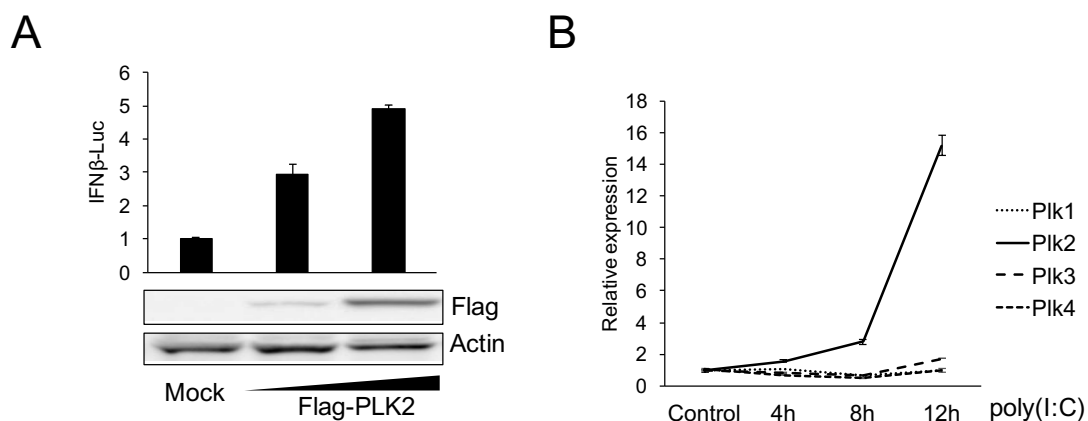 A
6
5
4
3
2
1
0
IFNβ-Luc
Flag
Actin
Mock
Flag-PLK2
B
18
16
14
12
10
8
6
4
2
0
Relative expression
Control 4h 8h 12h poly(I:C)
Plk1
Plk2
Plk3
Plk4